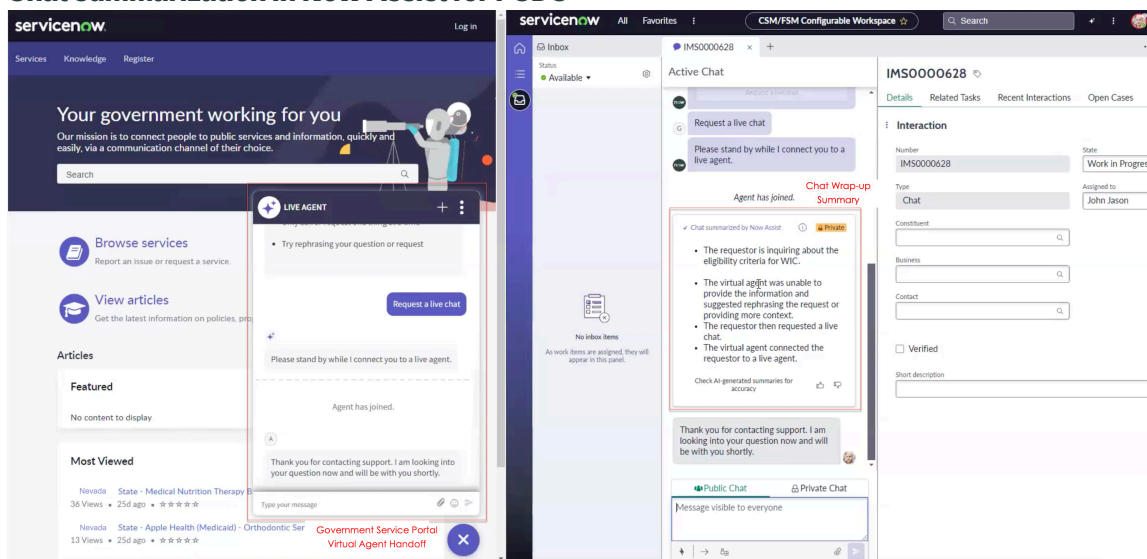 Chat Summarization in Now Assist for PSDS
servicenow
Log in
Services Knowledge Register
Your government working for you
Our mission is to connect people to public services and information, quickly and
easily, via a communication channel of their choice.
Search
Browse services
Report an issue or request a service.
View articles
Get the latest information on policies,
Articles
Featured
No content to display
Most Viewed
Nevada State - Medical Nutrition Therapy
36 Views • 25d ago • ☆☆☆☆☆
Nevada State - Apple Health (Medicaid) - Orthodontic Ser
13 Views • 25d ago • ☆☆☆☆☆
LIVE AGENT
• Try rephrasing your question or request
Request a live chat
Please stand by while I connect you to a live agent.
Agent has joined.
A
Thank you for contacting support. I am looking into
your question now and will be with you shortly.
Type your message
Government Service Portal
Virtual Agent Handoff
servicenow All Favorites CSM/FSM Configurable Workspace ☆ Search
Inbox
Status
Available
No inbox items
As work items are assigned, they will
appear in this panel.
IMS0000628 × +
Active Chat
Request a live chat
now
G
Request a live chat
Please stand by while I connect you to a
live agent.
now
Agent has joined.
Chat Wrap-up
Summary
✓ Chat summarized by Now Assist Private
• The requestor is inquiring about the
eligibility criteria for WIC.
• The virtual agent was unable to
provide the information and
suggested rephrasing the request or
providing more context.
• The requestor then requested a live
chat.
• The virtual agent connected the
requestor to a live agent.
Check AI-generated summaries for
accuracy
Thank you for contacting support. I am
looking into your question now and will
be with you shortly.
Public Chat Private Chat
Message visible to everyone
IMS0000628
Details Related Tasks Recent Interactions Open Cases
Interaction
Number
IMS0000628
State
Work in Progres
Type
Chat
Assigned to
John Jason
Constituent
Business
Contact
Verified
Short description